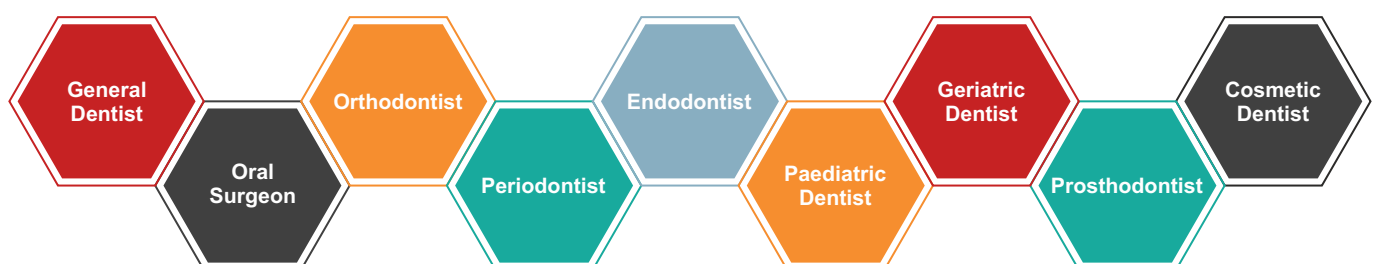 General
Dentist
Oral
Surgeon
Orthodontist
Periodontist
Endodontist
Paediatric
Dentist
Geriatric
Dentist
Prosthodontist
Cosmetic
Dentist